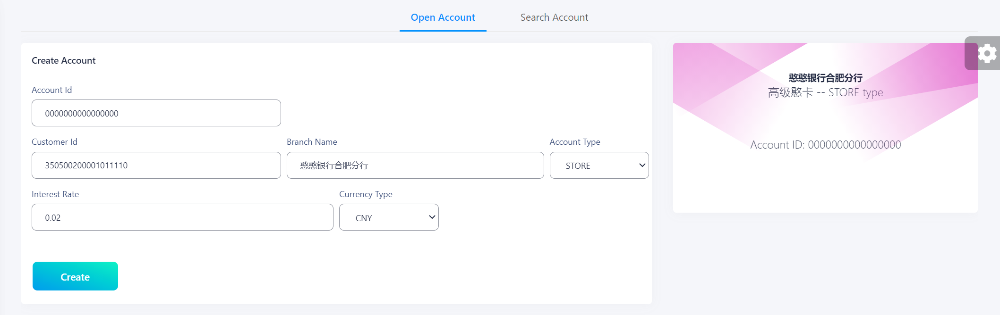 Open Account
Search Account
Create Account
Account Id
0000000000000000
Customer Id
Branch Name
Account Type
350500200001011110
憨憨银行合肥分行
STORE
Interest Rate
Currency Type
0.02
CNY
Create
憨憨银行合肥分行
高级憨卡 -- STORE type
Account ID: 0000000000000000